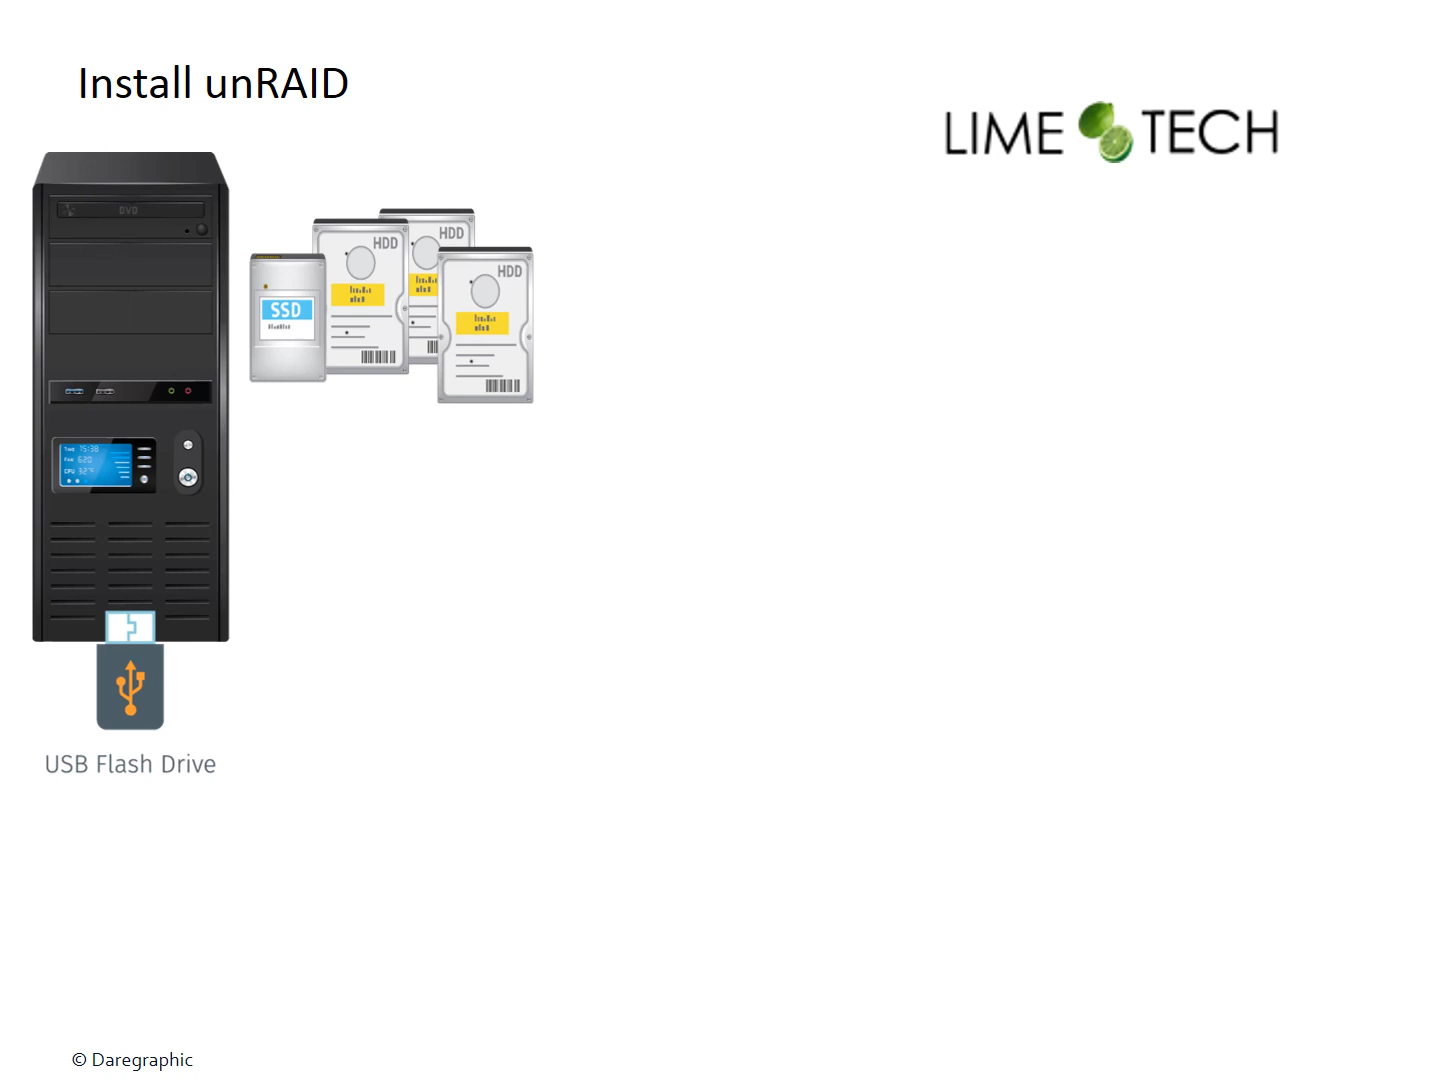 Install unRAID
LIME TECH
DVD
HDD
HDD
HDD
SSD
USB Flash Drive
© Daregraphic